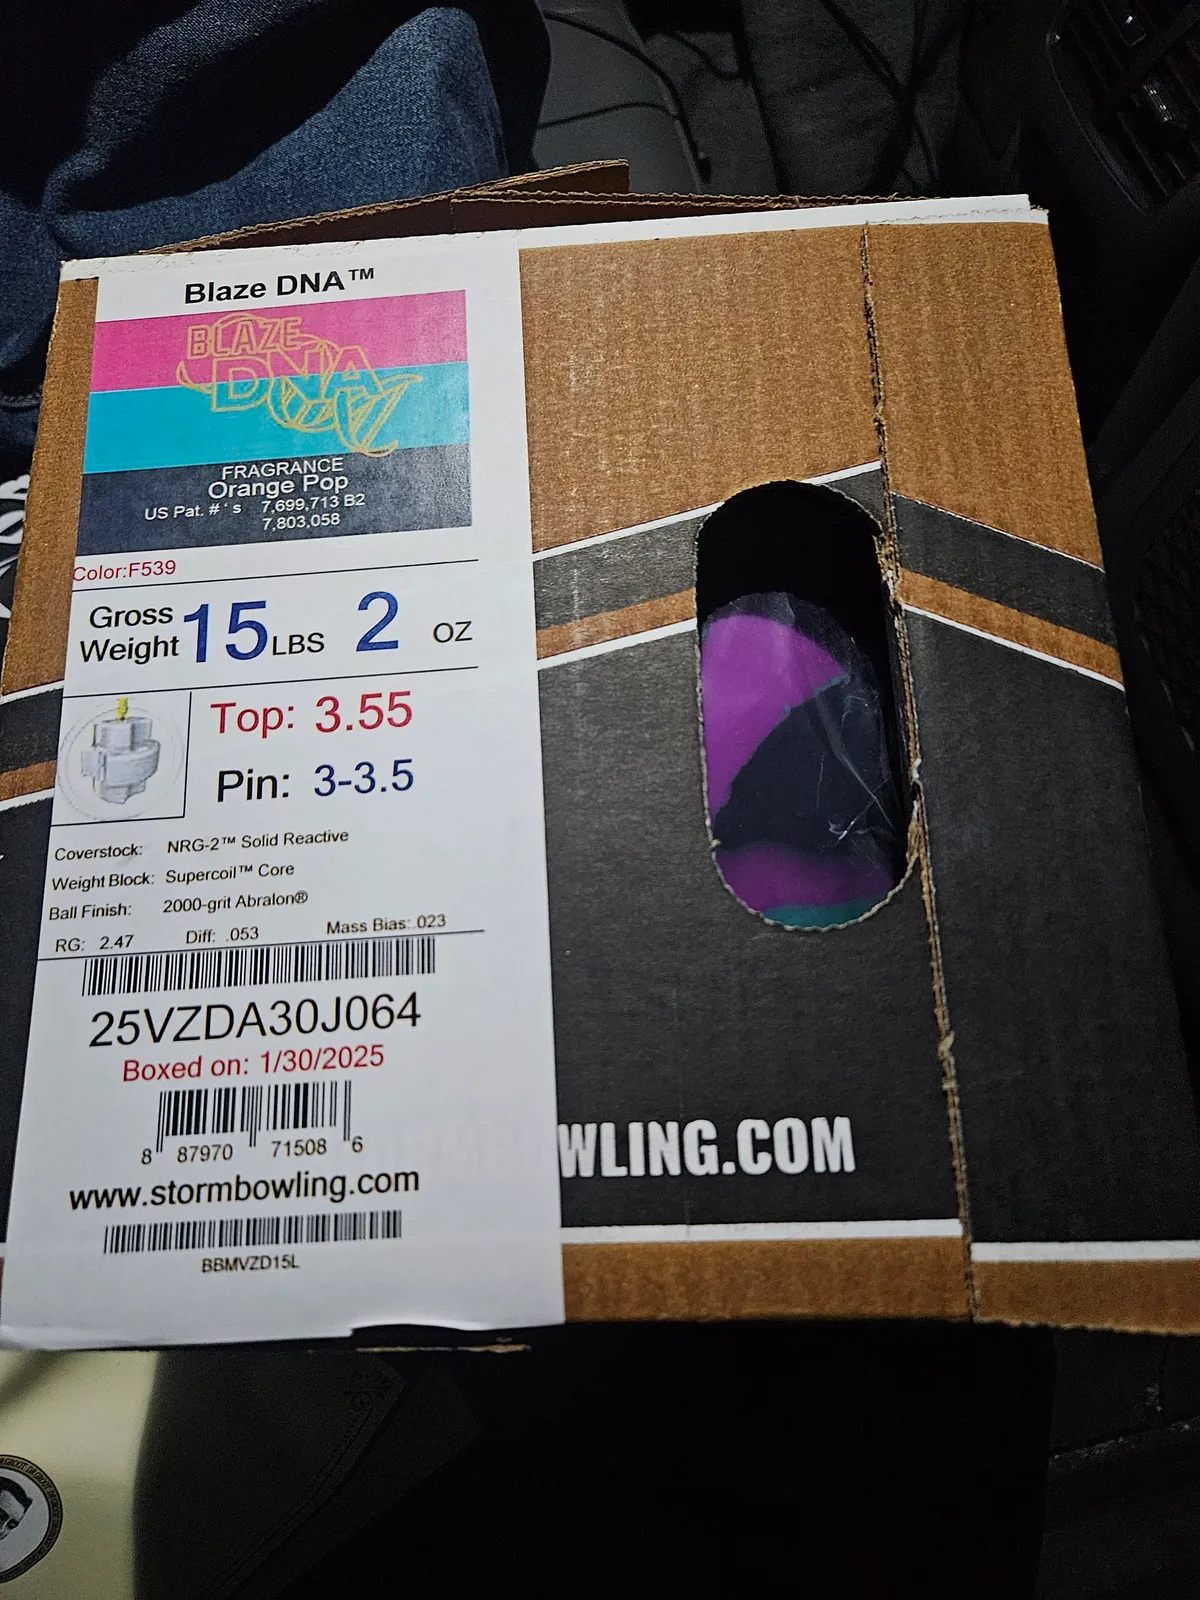 Blaze DNA™
BLAZE
DNA
FRAGRANCE
Orange Pop
US Pat. # ' s 7,699,713 B2
7,803,058
Color:F539
Gross Weight 15 LBS 2 OZ
Top: 3.55
Pin: 3-3.5
Coverstock: NRG-2™ Solid Reactive
Weight Block: Supercoil™ Core
Ball Finish: 2000-grit Abralon®
RG: 2.47 Diff: .053 Mass Bias: .023
25VZDA30J064
Boxed on: 1/30/2025
8 87970 71508 6
WLING.COM
www.stormbowling.com
BBMVZD15L